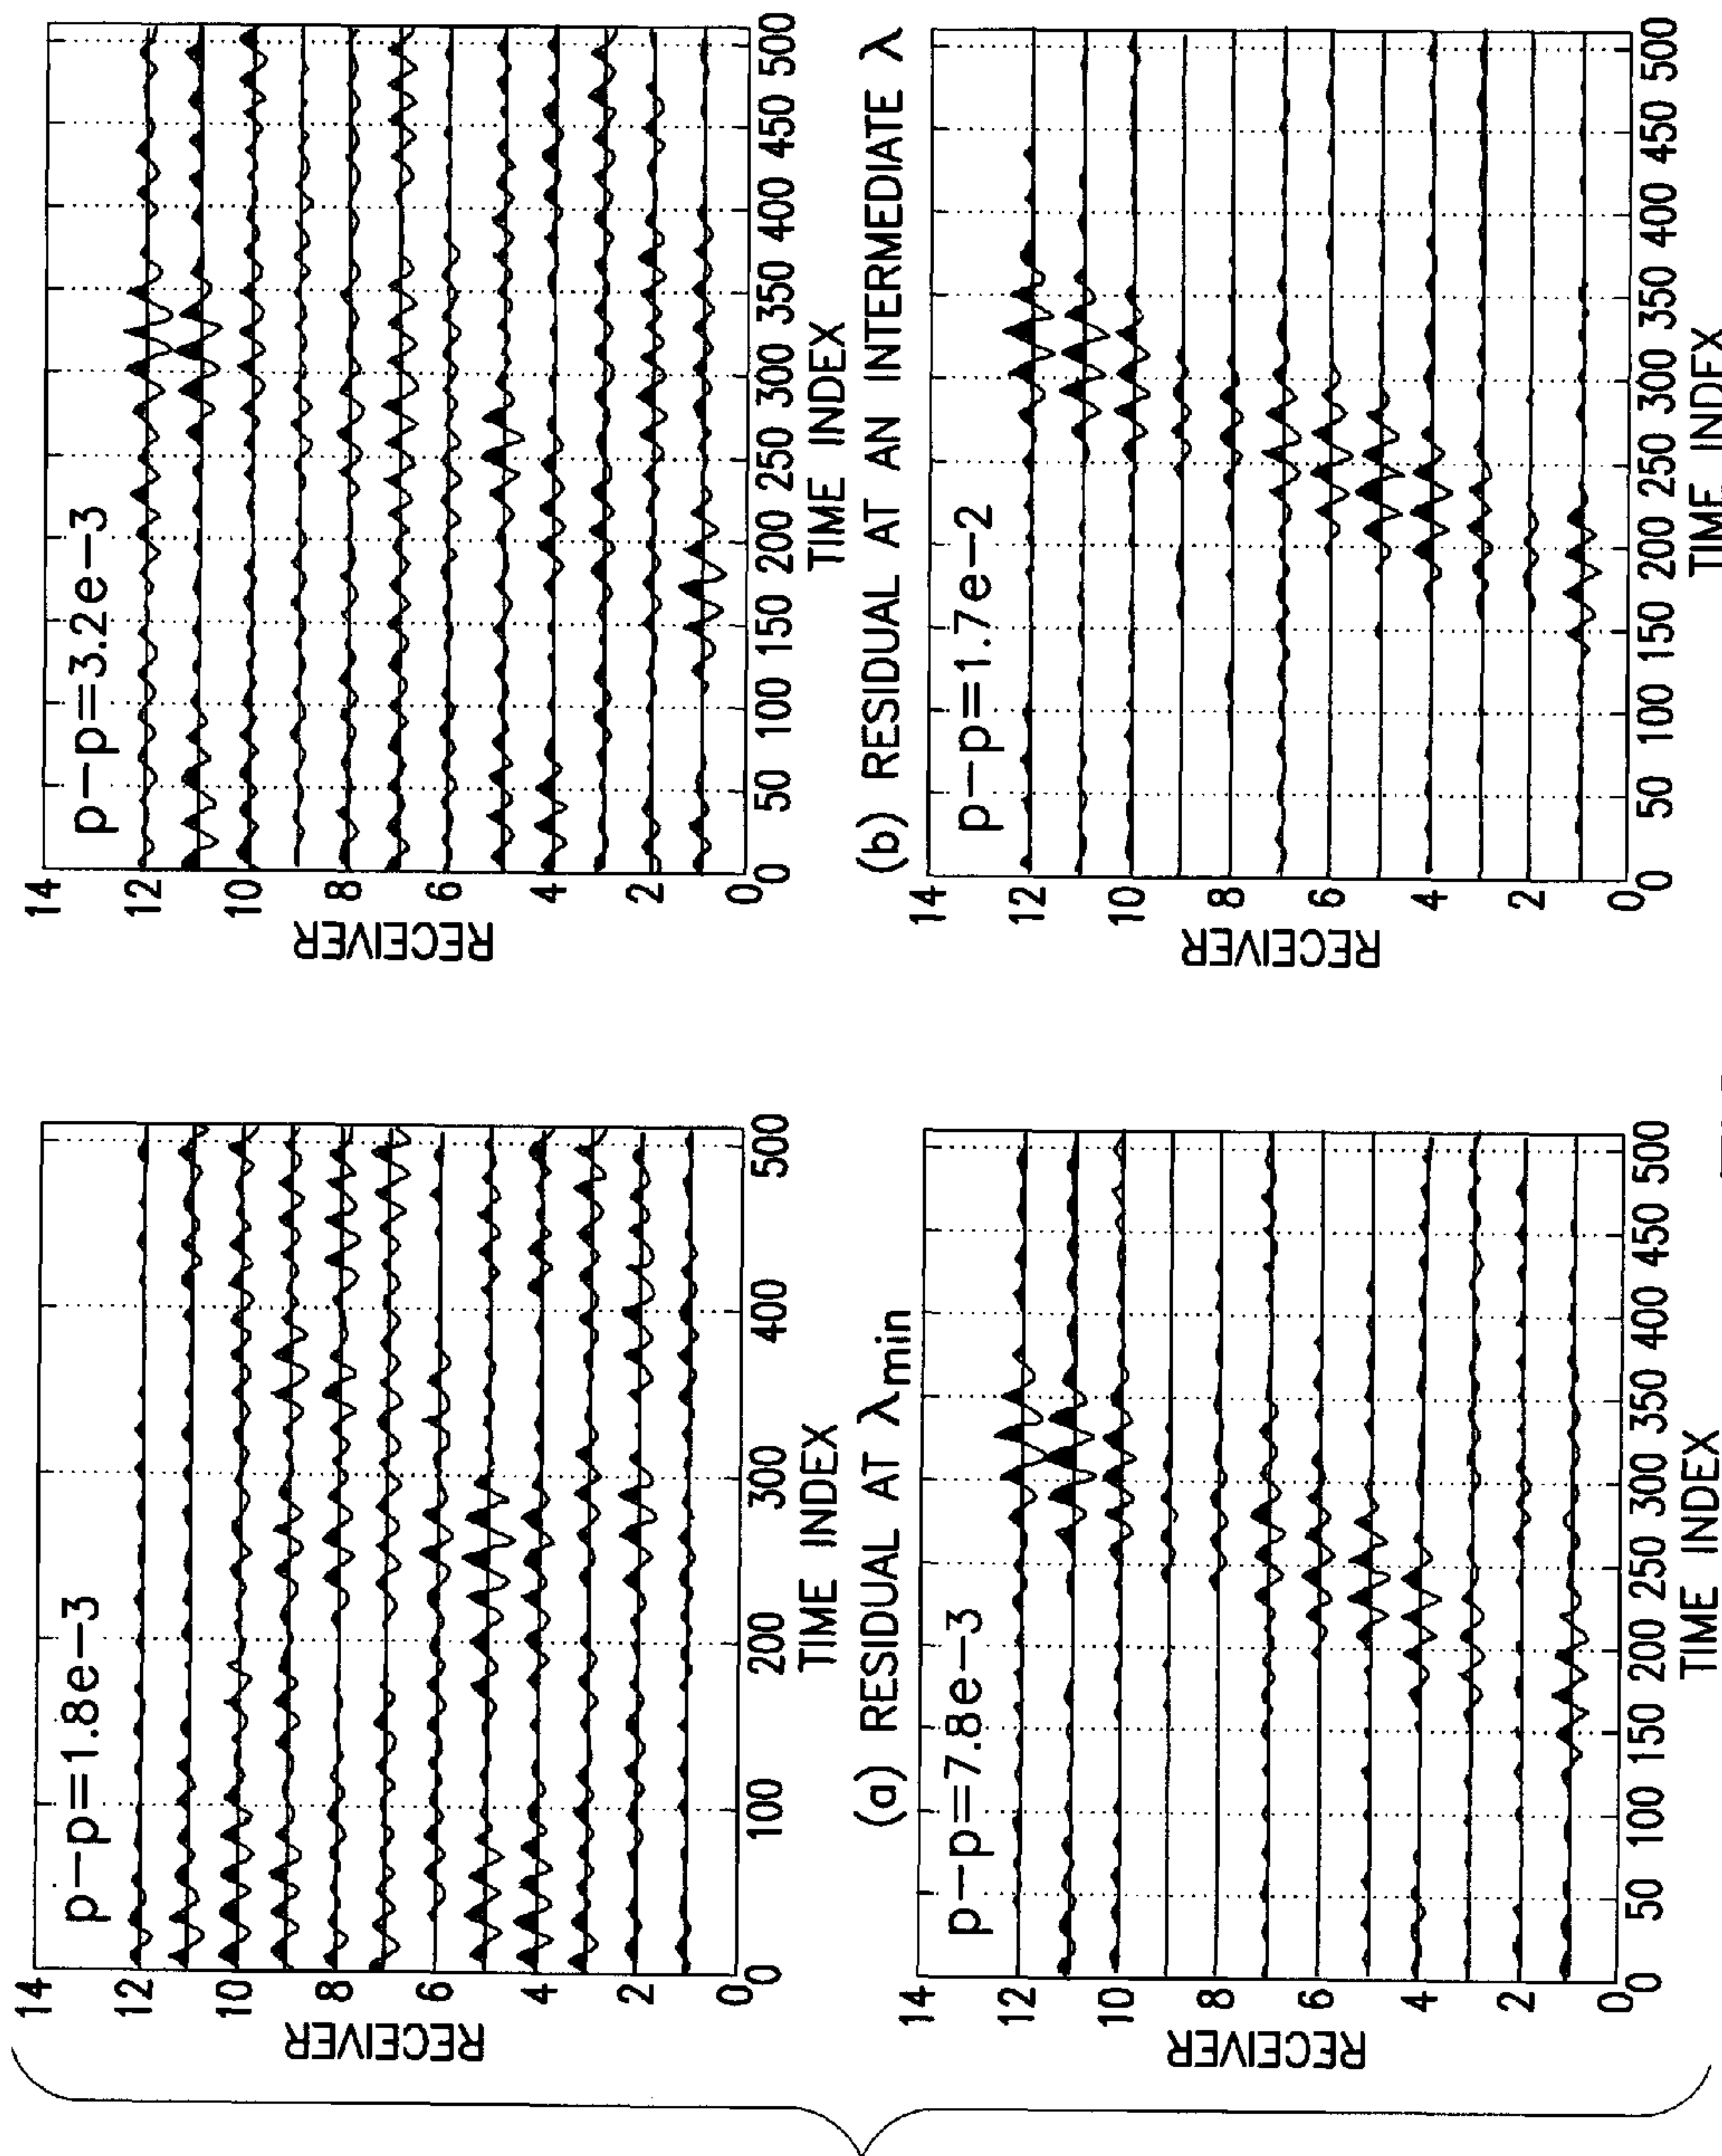 p-p=1.8e-3
14
12
10
8
6
4
2
0
RECEIVER
0 100 200 300 400 500
TIME INDEX
(a) RESIDUAL AT λmin
p-p=3.2e-3
14
12
10
8
6
4
2
0
RECEIVER
0 50 100 150 200 250 300 350 400 450 500
TIME INDEX
(b) RESIDUAL AT AN INTERMEDIATE λ
p-p=7.8e-3
14
12
10
8
6
4
2
0
RECEIVER
0 50 100 150 200 250 300 350 400 450 500
TIME INDEX
p-p=1.7e-2
14
12
10
8
6
4
2
0
RECEIVER
0 50 100 150 200 250 300 350 400 450 500
TIME INDEX